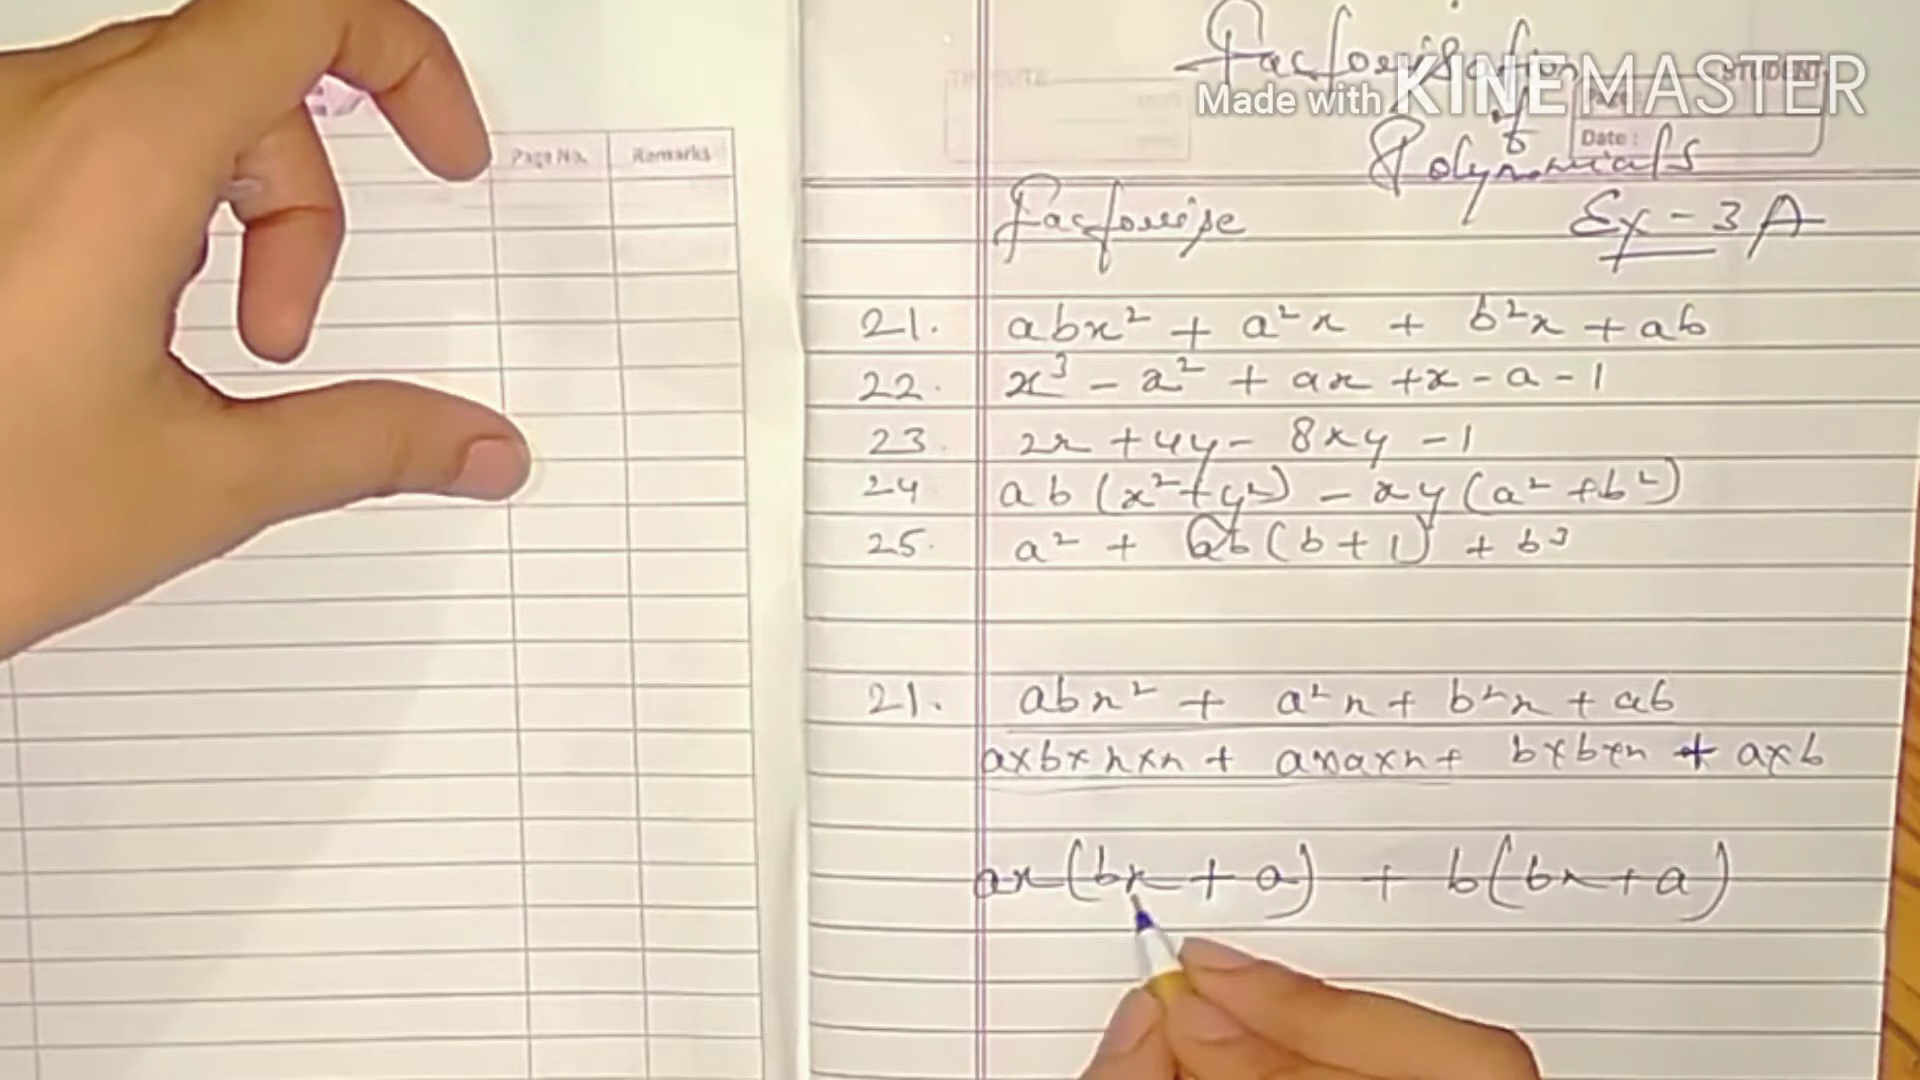 Page No. Remarks
Factorisation
Made with KINEMASTER
STUDENT
of
Date :
Polynomials
Factorise Ex - 3A
21. abx² + a²x + b²x + ab
22. x³ - a² + ax + x - a - 1
23. 2x + 4y - 8xy - 1
24 ab (x² + y²) - xy (a² + b²)
25. a² + ab (b + 1) + b³
21. abx² + a²x + b²x + ab
a×b×x×x + a×a×x + b×b×x + a×b
ax(bx + a) + b(bx + a)